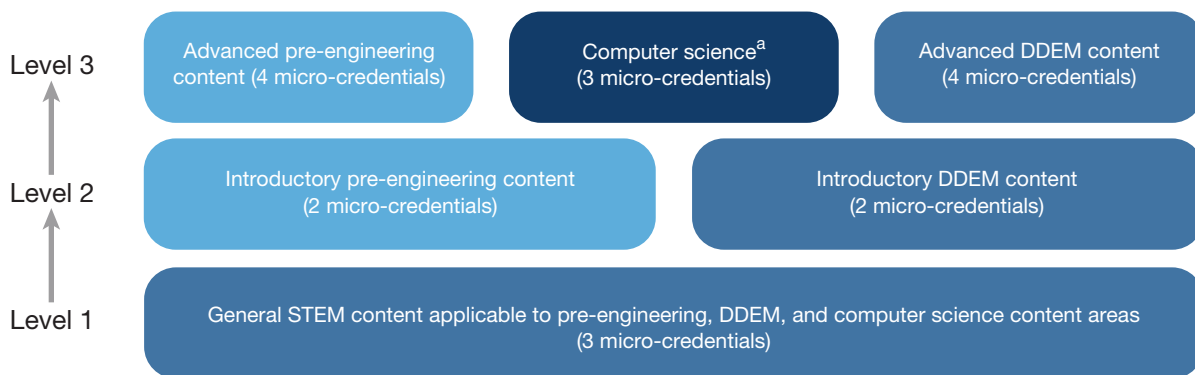 Level 3
Advanced pre-engineering
content (4 micro-credentials)
Computer scienceᵃ
(3 micro-credentials)
Advanced DDEM content
(4 micro-credentials)
Level 2
Introductory pre-engineering content
(2 micro-credentials)
Introductory DDEM content
(2 micro-credentials)
Level 1
General STEM content applicable to pre-engineering, DDEM, and computer science content areas
(3 micro-credentials)